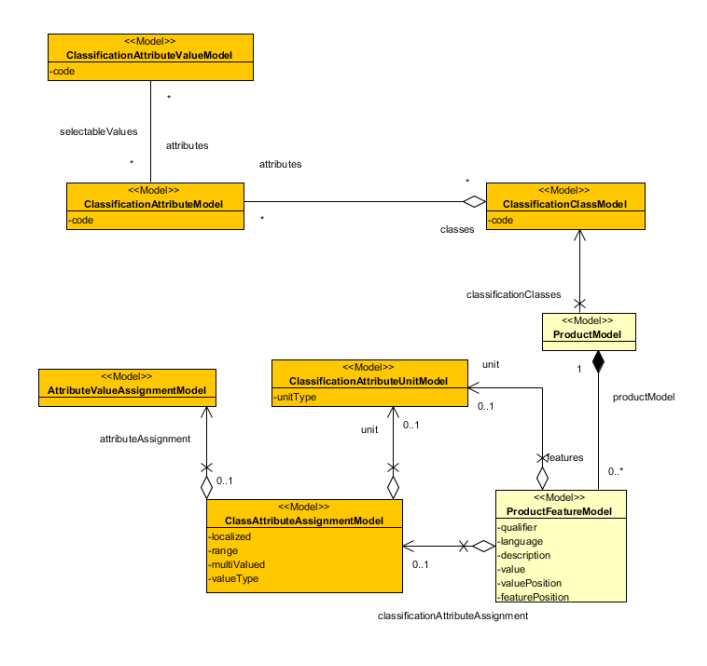 <<Model>>
ClassificationAttributeValueModel
-code
*
selectableValues
attributes
*
attributes
*
<<Model>>
ClassificationAttributeModel
-code
*
<<Model>>
ClassificationClassModel
-code
classes
classificationClasses
<<Model>>
ProductModel
1
productModel
<<Model>>
AttributeValueAssignmentModel
<<Model>>
ClassificationAttributeUnitModel
-unitType
unit
0..1
attributeAssignment
unit
0..1
features
0..1
0..*
<<Model>>
ClassAttributeAssignmentModel
-localized
-range
-multiValued
-valueType
<<Model>>
ProductFeatureModel
-qualifier
-language
-description
-value
-valuePosition
-featurePosition
0..1
classificationAttributeAssignment